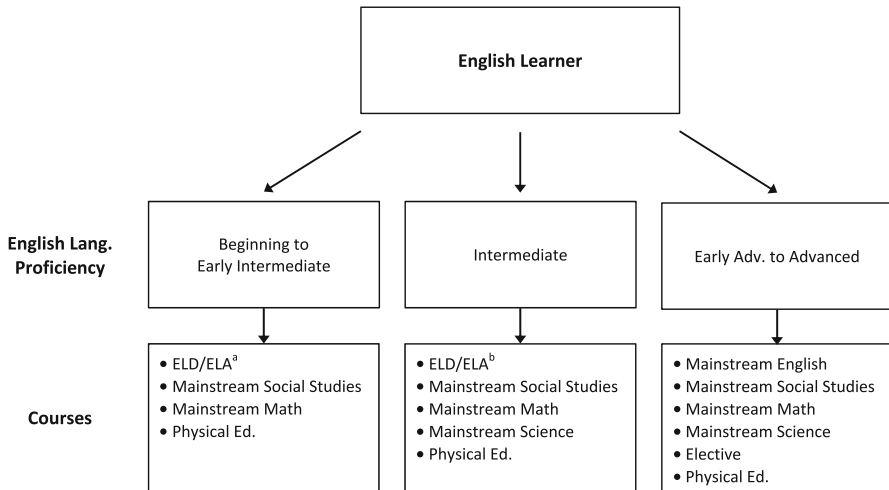 English Learner
English Lang.
Proficiency
Beginning to
Early Intermediate
Intermediate
Early Adv. to Advanced
Courses
• ELD/ELAᵃ
• Mainstream Social Studies
• Mainstream Math
• Physical Ed.
• ELD/ELAᵇ
• Mainstream Social Studies
• Mainstream Math
• Mainstream Science
• Physical Ed.
• Mainstream English
• Mainstream Social Studies
• Mainstream Math
• Mainstream Science
• Elective
• Physical Ed.